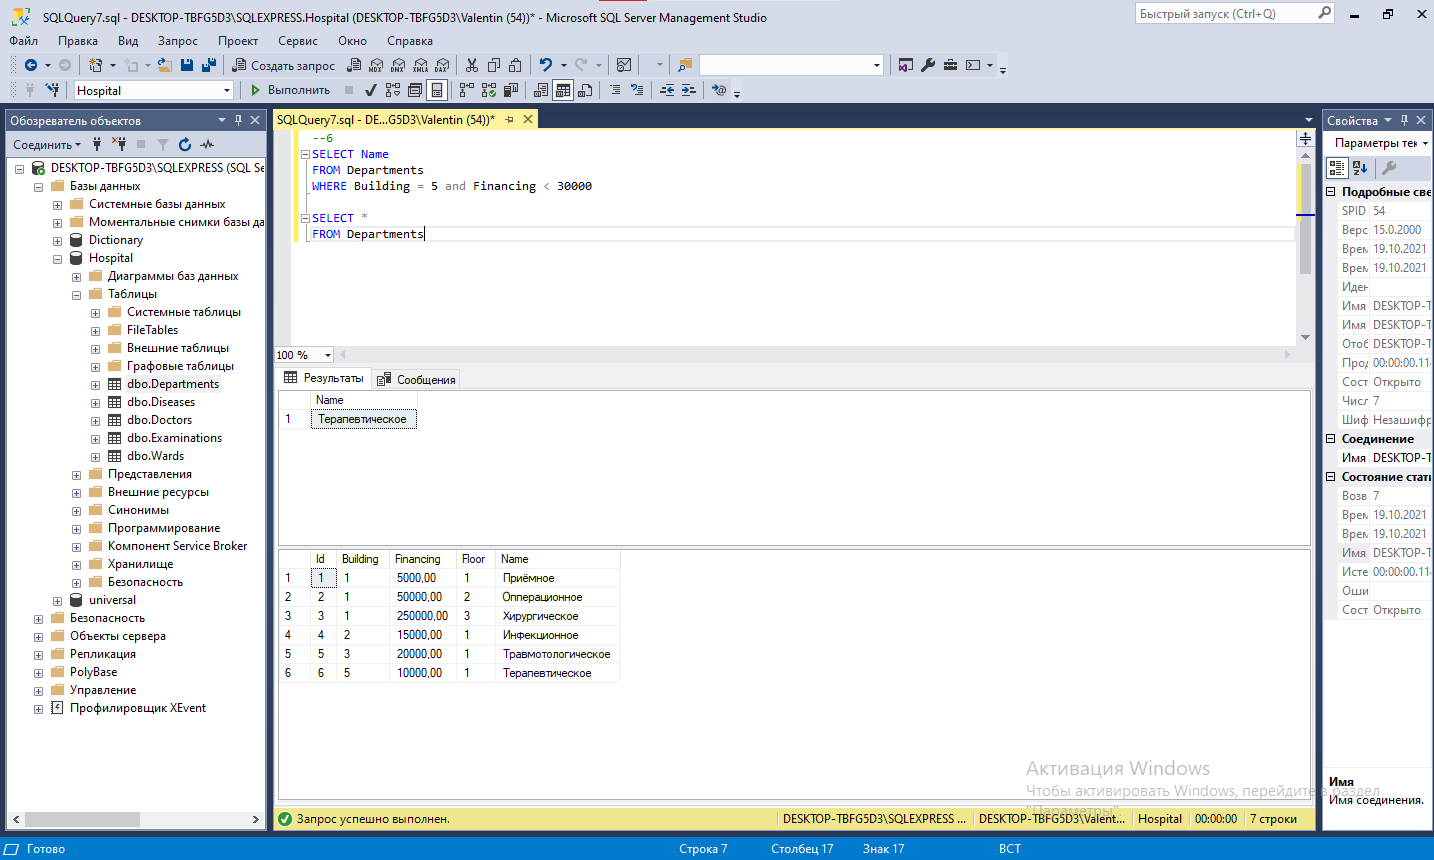 SQLQuery7.sql - DESKTOP-TBFG5D3\SQLEXPRESS.Hospital (DESKTOP-TBFG5D3\Valentin (54))* - Microsoft SQL Server Management Studio
Быстрый запуск (Ctrl+Q)
Файл Правка Вид Запрос Проект Сервис Окно Справка
Создать запрос MDX DMX XMLA DAX
Hospital Выполнить
Обозреватель объектов
Соединить
DESKTOP-TBFG5D3\SQLEXPRESS (SQL Se
Базы данных
Системные базы данных
Моментальные снимки базы да
Dictionary
Hospital
Диаграммы баз данных
Таблицы
Системные таблицы
FileTables
Внешние таблицы
Графовые таблицы
dbo.Departments
dbo.Diseases
dbo.Doctors
dbo.Examinations
dbo.Wards
Представления
Внешние ресурсы
Синонимы
Программирование
Компонент Service Broker
Хранилище
Безопасность
universal
Безопасность
Объекты сервера
Репликация
PolyBase
Управление
Профилировщик XEvent
SQLQuery7.sql - DE...G5D3\Valentin (54))*
--6
SELECT Name
FROM Departments
WHERE Building = 5 and Financing < 30000
SELECT *
FROM Departments
100 %
Результаты Сообщения
Name
1 Терапевтическое
Id Building Financing Floor Name
1 1 1 5000,00 1 Приёмное
2 2 1 50000,00 2 Опперационное
3 3 1 250000,00 3 Хирургическое
4 4 2 15000,00 1 Инфекционное
5 5 3 20000,00 1 Травмотологическое
6 6 5 10000,00 1 Терапевтическое
Запрос успешно выполнен. DESKTOP-TBFG5D3\SQLEXPRESS ... DESKTOP-TBFG5D3\Valent... Hospital 00:00:00 7 строки
Свойства
Параметры тек
Подробные све
SPID 54
Верс 15.0.2000
Врем 19.10.2021
Врем 19.10.2021
Иден
Имя DESKTOP-T
Имя DESKTOP-T
Отоб DESKTOP-T
Прод 00:00:00.114
Сост Открыто
Числ 7
Шиф Незашифр
Соединение
Имя DESKTOP-T
Состояние стати
Возв 7
Врем 19.10.2021
Врем 19.10.2021
Имя DESKTOP-T
Исте 00:00:00.114
Оши
Сост Открыто
Имя
Имя соединения.
Активация Windows
Чтобы активировать Windows, перейдите в раздел
"Параметры".
Готово Строка 7 Столбец 17 Знак 17 ВСТ